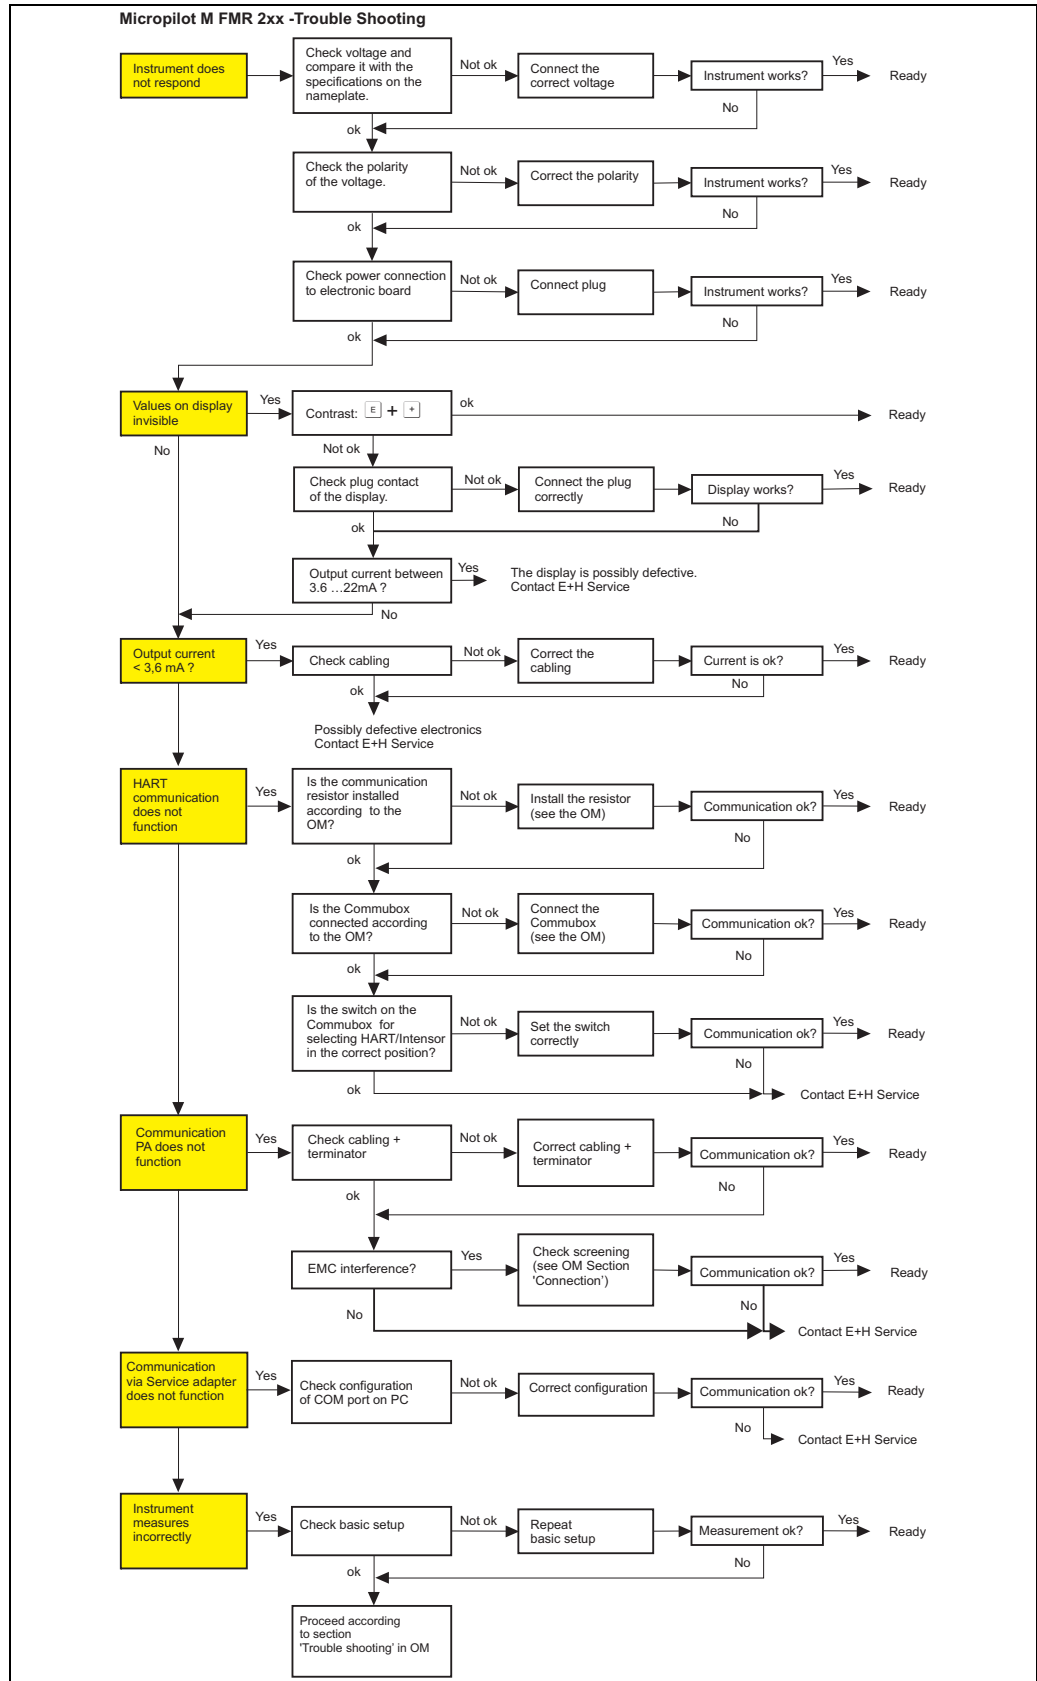 Micropilot M FMR 2xx -Trouble Shooting
Instrument does
not respond
Check voltage and
compare it with the
specifications on the
nameplate.
Not ok
Connect the
correct voltage
Instrument works?
Yes
Ready
No
ok
Check the polarity
of the voltage.
Not ok
Correct the polarity
Instrument works?
Yes
Ready
No
ok
Check power connection
to electronic board
Not ok
Connect plug
Instrument works?
Yes
Ready
No
ok
Values on display
invisible
Yes
Contrast: E + +
ok
Ready
No
Not ok
Check plug contact
of the display.
Not ok
Connect the plug
correctly
Display works?
Yes
Ready
No
ok
Output current between
3.6 ...22mA ?
Yes
The display is possibly defective.
Contact E+H Service
No
Output current
< 3,6 mA ?
Yes
Check cabling
Not ok
Correct the
cabling
Current is ok?
Yes
Ready
No
ok
Possibly defective electronics
Contact E+H Service
HART
communication
does not
function
Yes
Is the communication
resistor installed
according to the
OM?
Not ok
Install the resistor
(see the OM)
Communication ok?
Yes
Ready
No
ok
Is the Commubox
connected according
to the OM?
Not ok
Connect the
Commubox
(see the OM)
Communication ok?
Yes
Ready
No
ok
Is the switch on the
Commubox for
selecting HART/Intensor
in the correct position?
Not ok
Set the switch
correctly
Communication ok?
Yes
Ready
No
ok
Contact E+H Service
Communication
PA does not
function
Yes
Check cabling +
terminator
Not ok
Correct cabling +
terminator
Communication ok?
Yes
Ready
No
ok
EMC interference?
Yes
Check screening
(see OM Section
'Connection')
Communication ok?
Yes
Ready
No
No
Contact E+H Service
Communication
via Service adapter
does not function
Yes
Check configuration
of COM port on PC
Not ok
Correct configuration
Communication ok?
Yes
Ready
No
Contact E+H Service
Instrument
measures
incorrectly
Yes
Check basic setup
Not ok
Repeat
basic setup
Measurement ok?
Yes
Ready
No
ok
Proceed according
to section
'Trouble shooting' in OM